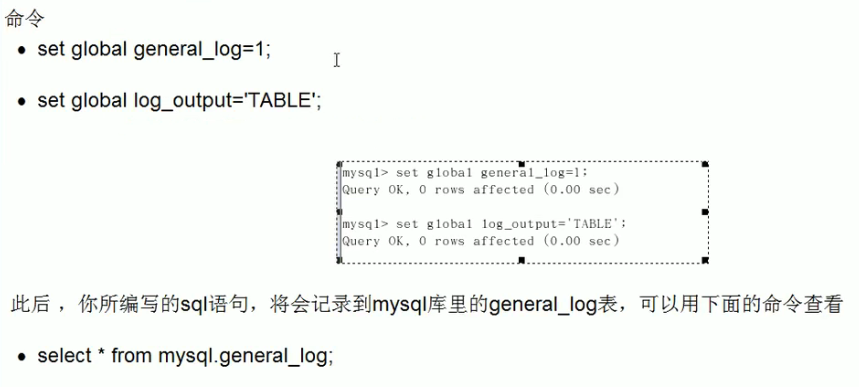 命令
• set global general_log=1;
• set global log_output='TABLE';
mysql> set global general_log=1;
Query OK, 0 rows affected (0.00 sec)
mysql> set global log_output='TABLE';
Query OK, 0 rows affected (0.00 sec)
此后 ，你所编写的sql语句，将会记录到mysql库里的general_log表，可以用下面的命令查看
• select * from mysql.general_log;